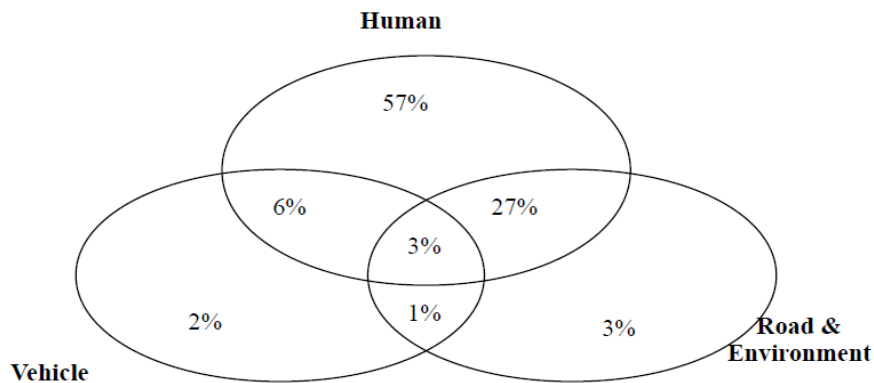 Human
57%
6%
27%
3%
1%
2%
3%
Road &
Environment
Vehicle